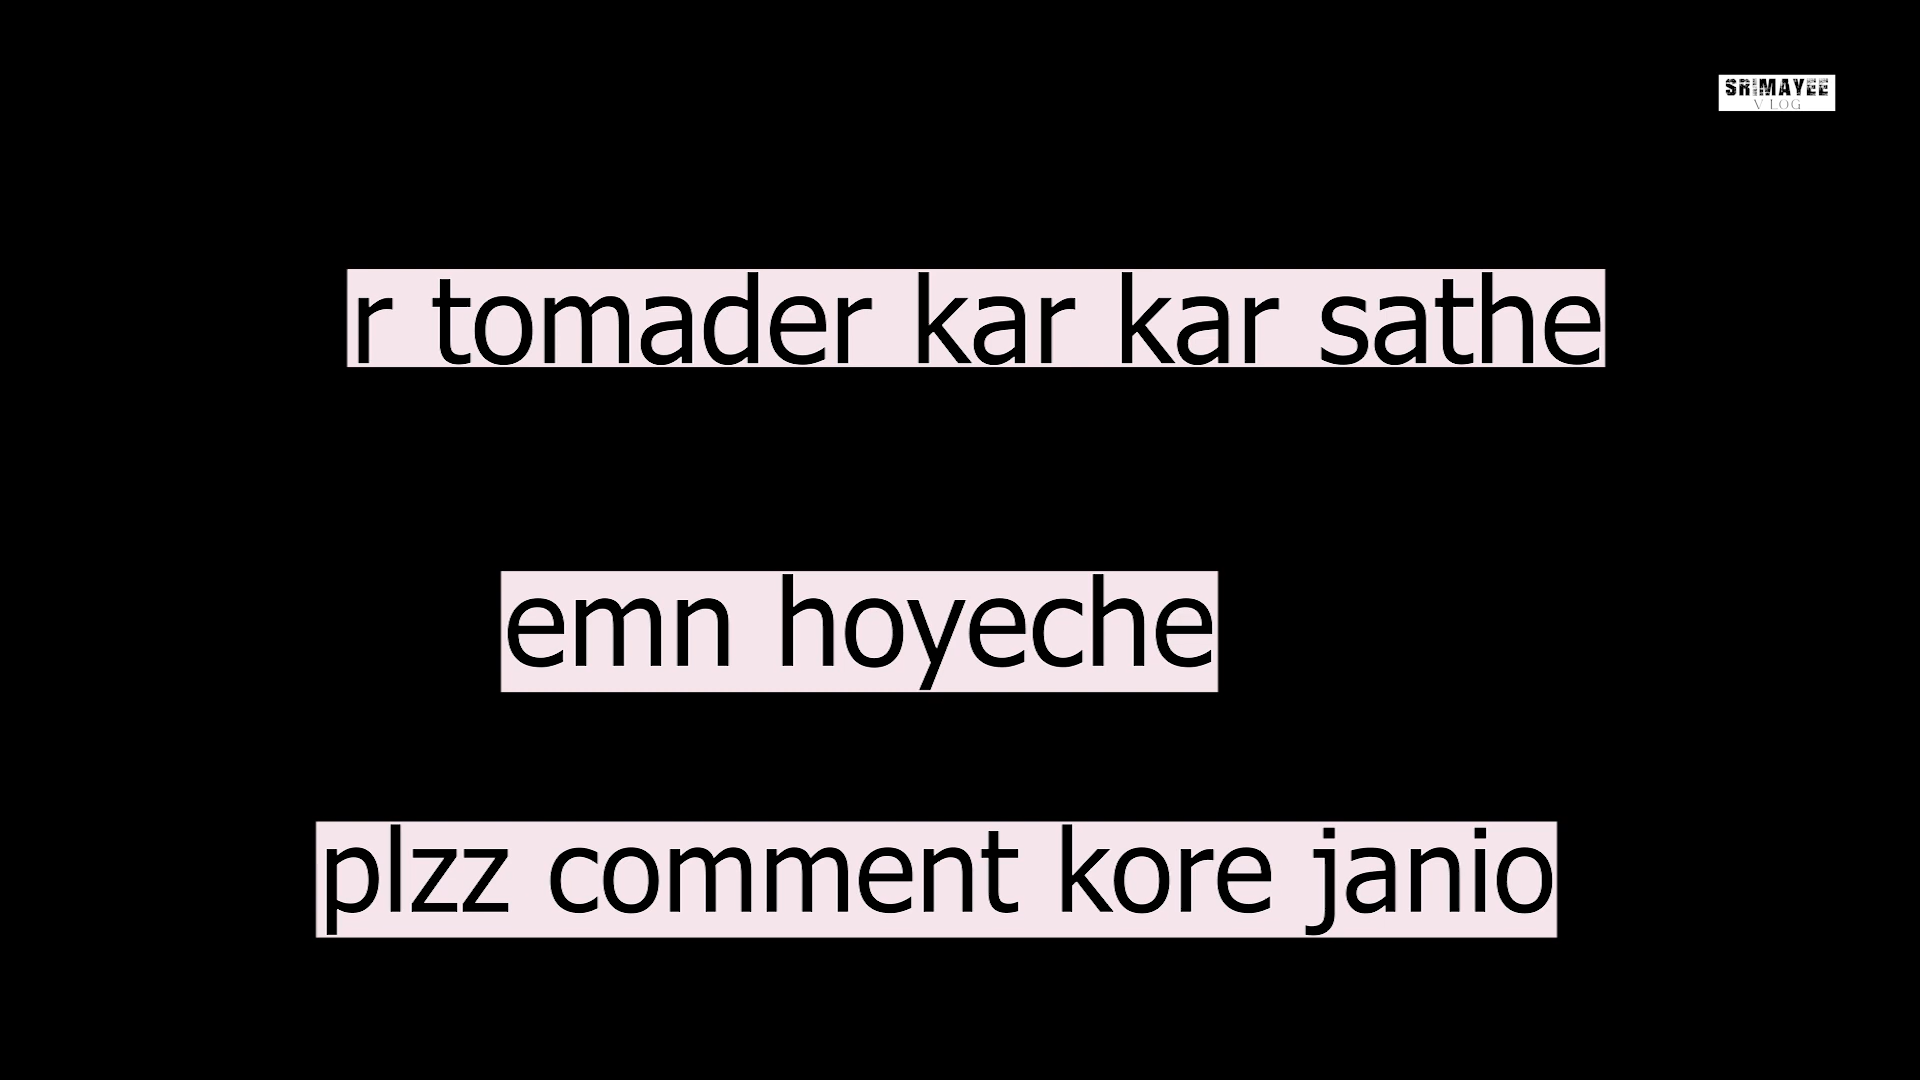 SRIMAYEE
VLOG
r tomader kar kar sathe
emn hoyeche
plzz comment kore janio